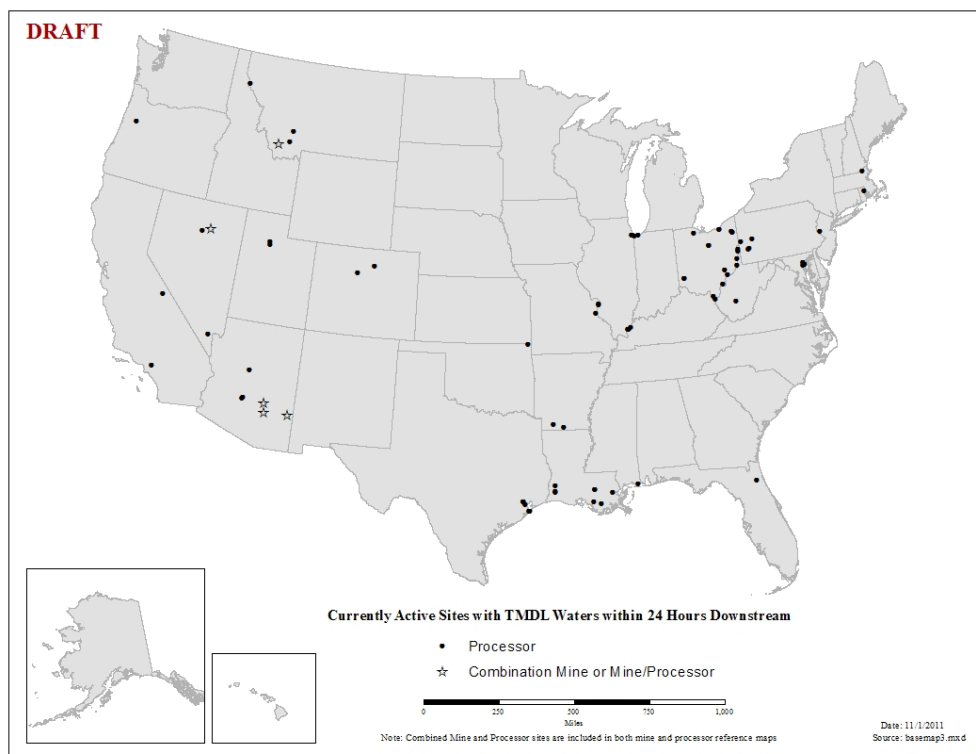 DRAFT
Currently Active Sites with TMDL Waters within 24 Hours Downstream
Processor
Combination Mine or Mine/Processor
0 250 500 750 1,000
Miles
Note: Combined Mine and Processor sites are included in both mine and processor reference maps
Date: 11/1/2011
Source: basemap3.mxd